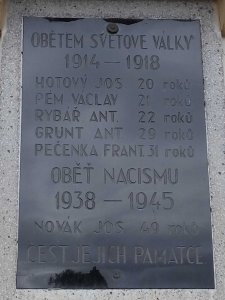 OBĚTEM SVĚTOVÉ VÁLKY
1914 — 1918
HOTOVÝ JOS. 20 roků
PEM VÁCLAV 21 roků
RYBÁŘ ANT. 22 roků
GRUNT ANT. 29 roků
PEČENKA FRANT. 31 roků
OBĚŤ NACISMU
1938 — 1945
NOVÁK JOS. 49 roků
ČEST JEJICH PAMÁTCE